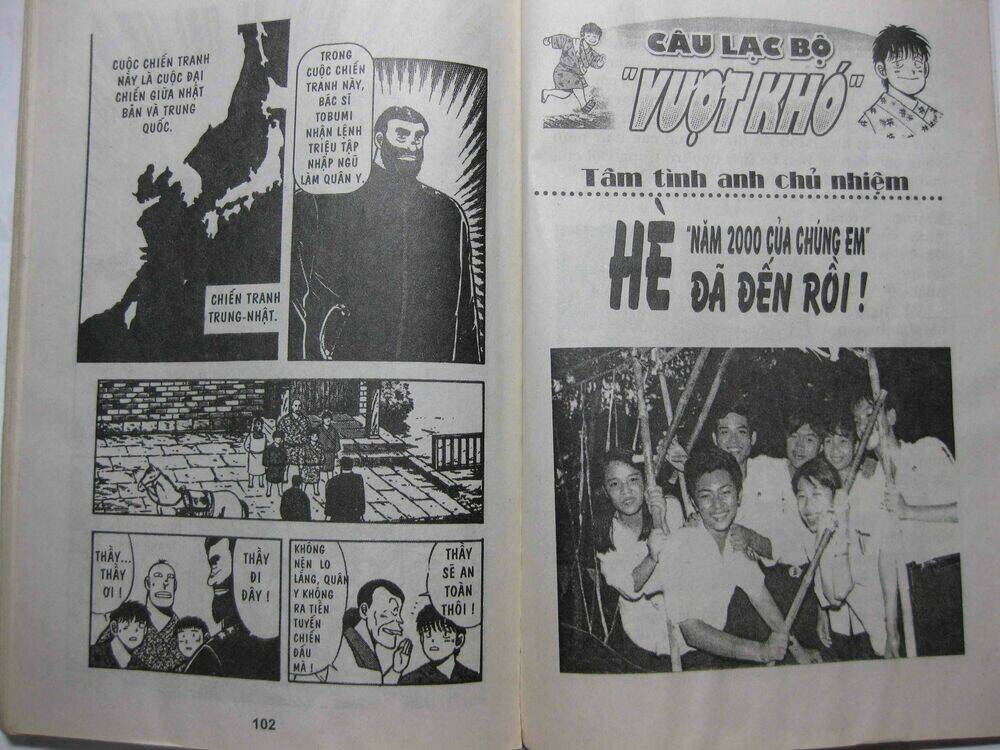 CUỘC CHIẾN TRANH
NÀY LÀ CUỘC ĐẠI
CHIẾN GIỮA NHẬT
BẢN VÀ TRUNG
QUỐC.
CHIẾN TRANH
TRUNG-NHẬT.
TRONG
CUỘC CHIẾN
TRANH NÀY,
BÁC SĨ
TOBUMI
NHẬN LỆNH
TRIỆU TẬP
NHẬP NGŨ
LÀM QUÂN Y.
THẦY...
THẦY
ƠI !
THẦY
ĐI
ĐÂY !
KHÔNG
NÊN LO
LẮNG, QUÂN
Y KHÔNG
RA TIỀN
TUYẾN
CHIẾN
ĐẤU
MÀ !
THẦY
SẼ AN
TOÀN
THÔI !
102
CÂU LẠC BỘ
"VƯỢT KHÓ"
Tâm tình anh chủ nhiệm
HÈ "NĂM 2000 CỦA CHÚNG EM"
ĐÃ ĐẾN RỒI !